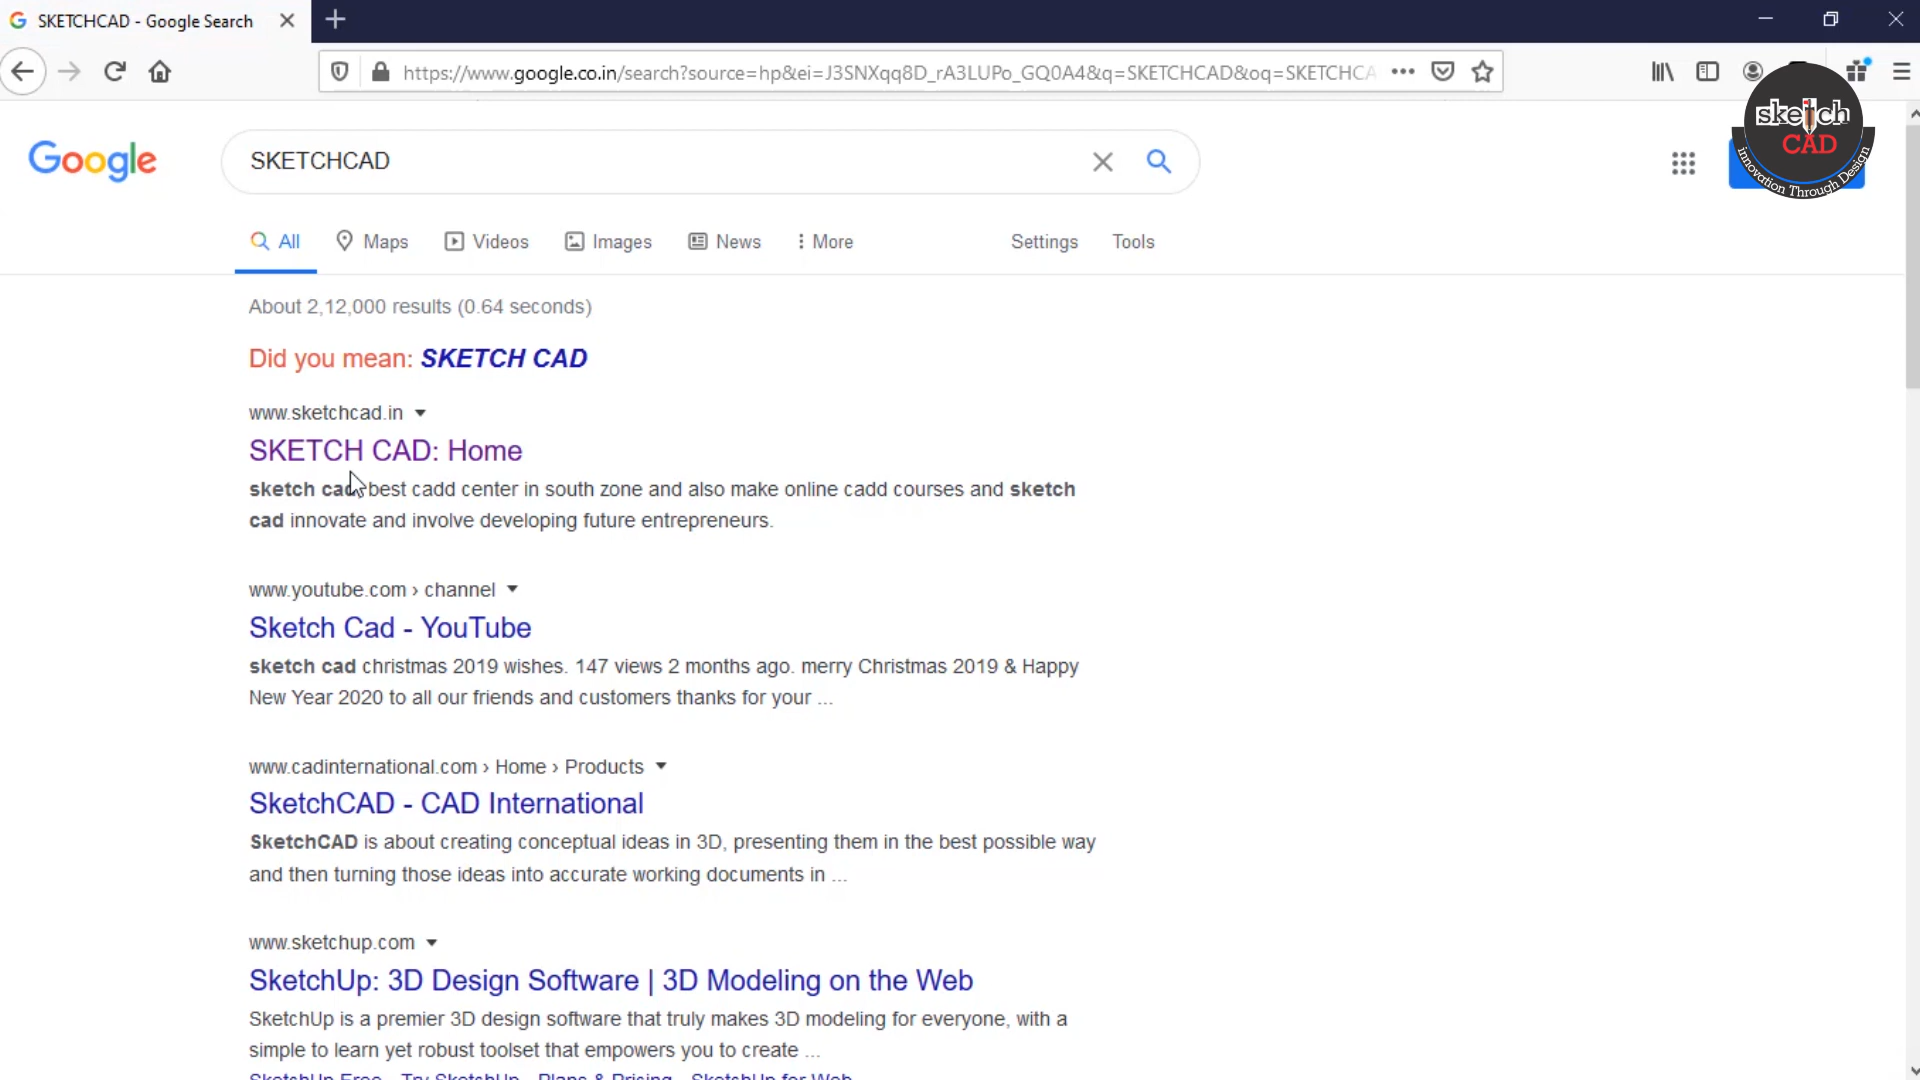 SKETCHCAD - Google Search
https://www.google.co.in/search?source=hp&ei=J3SNXqq8D_rA3LUPo_GQ0A4&q=SKETCHCAD&oq=SKETCHCA
sketch
CAD
innovation Through Design
Google
SKETCHCAD
All Maps Videos Images News More Settings Tools
About 2,12,000 results (0.64 seconds)
Did you mean: SKETCH CAD
www.sketchcad.in
SKETCH CAD: Home
sketch cad best cadd center in south zone and also make online cadd courses and sketch
cad innovate and involve developing future entrepreneurs.
www.youtube.com › channel
Sketch Cad - YouTube
sketch cad christmas 2019 wishes. 147 views 2 months ago. merry Christmas 2019 & Happy
New Year 2020 to all our friends and customers thanks for your ...
www.cadinternational.com › Home › Products
SketchCAD - CAD International
SketchCAD is about creating conceptual ideas in 3D, presenting them in the best possible way
and then turning those ideas into accurate working documents in ...
www.sketchup.com
SketchUp: 3D Design Software | 3D Modeling on the Web
SketchUp is a premier 3D design software that truly makes 3D modeling for everyone, with a
simple to learn yet robust toolset that empowers you to create ...
SketchUp Free - Try SketchUp - Plans & Pricing - SketchUp for Web